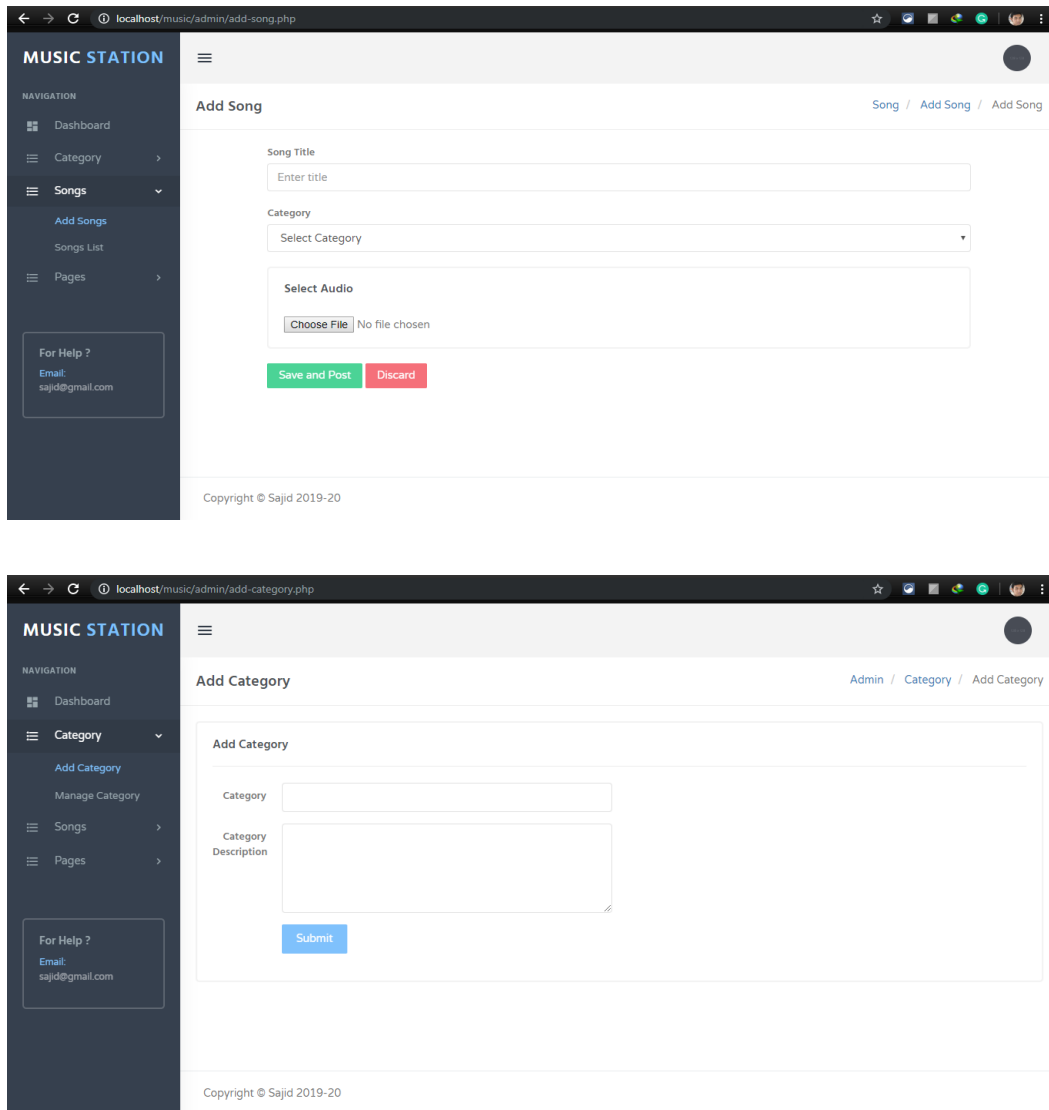 localhost/music/admin/add-song.php
MUSIC STATION
NAVIGATION
Dashboard
Category
Songs
Add Songs
Songs List
Pages
For Help ?
Email:
sajid@gmail.com
Add Song
Song / Add Song / Add Song
Song Title
Enter title
Category
Select Category
Select Audio
Choose File No file chosen
Save and Post Discard
Copyright © Sajid 2019-20
localhost/music/admin/add-category.php
MUSIC STATION
NAVIGATION
Dashboard
Category
Add Category
Manage Category
Songs
Pages
For Help ?
Email:
sajid@gmail.com
Add Category
Admin / Category / Add Category
Add Category
Category
Category
Description
Submit
Copyright © Sajid 2019-20